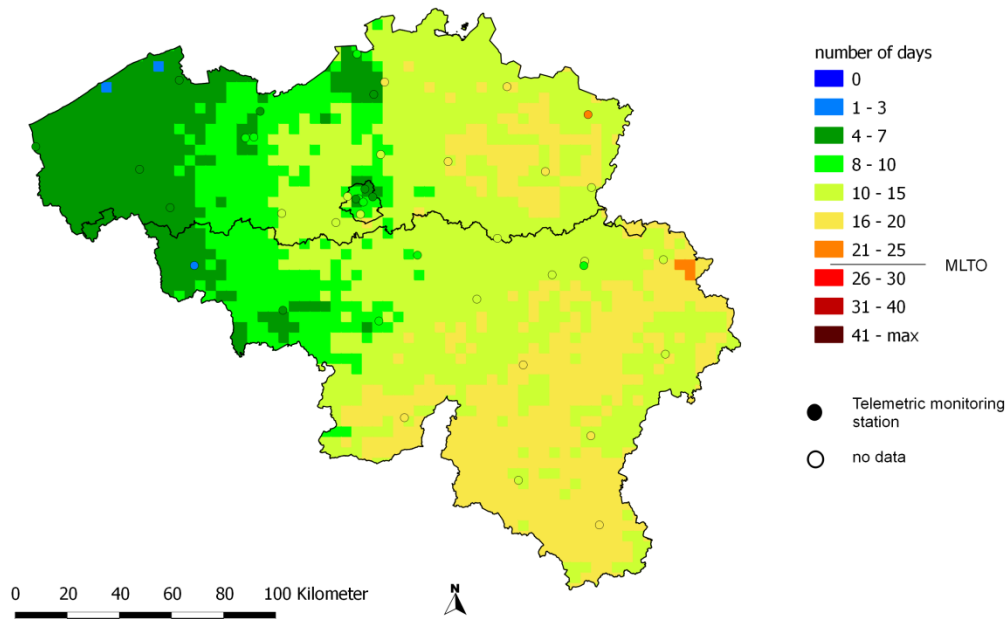 number of days
0
1 - 3
4 - 7
8 - 10
10 - 15
16 - 20
21 - 25
MLTO
26 - 30
31 - 40
41 - max
Telemetric monitoring
station
no data
0 20 40 60 80 100 Kilometer
N